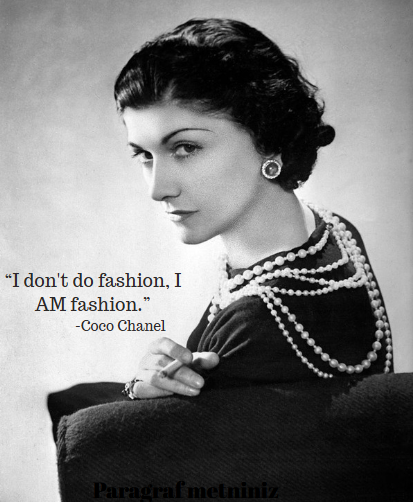 “I don't do fashion, I
AM fashion.”
-Coco Chanel
Paragraf metniniz